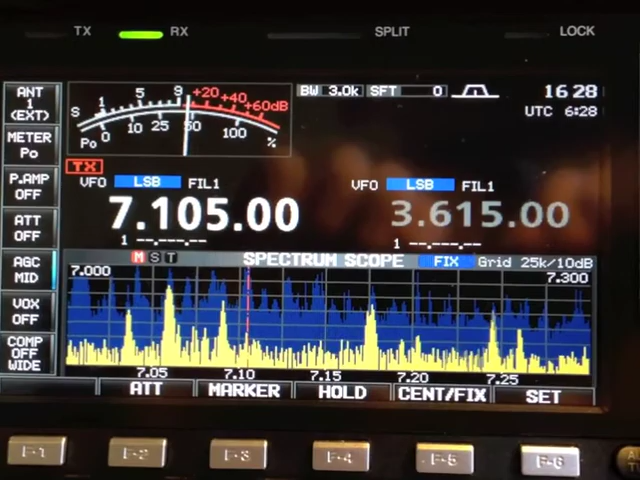 TX RX SPLIT LOCK
ANT 1 (EXT)
METER Po
P.AMP OFF
ATT OFF
AGC MID
VOX OFF
COMP OFF WIDE
S 1 5 9 +20 +40 +60dB
Po 0 10 25 50 100 %
BW 3.0k SFT 0
16 28
UTC 6:28
TX
VFO LSB FIL1
7.105.00
1 --.---.--
VFO LSB FIL1
3.615.00
1 --.---.--
M S T SPECTRUM SCOPE FIX Grid 25k/10dB
7.000 7.300
7.05 7.10 7.15 7.20 7.25
ATT MARKER HOLD CENT/FIX SET
F-1 F-2 F-3 F-4 F-5 F-6